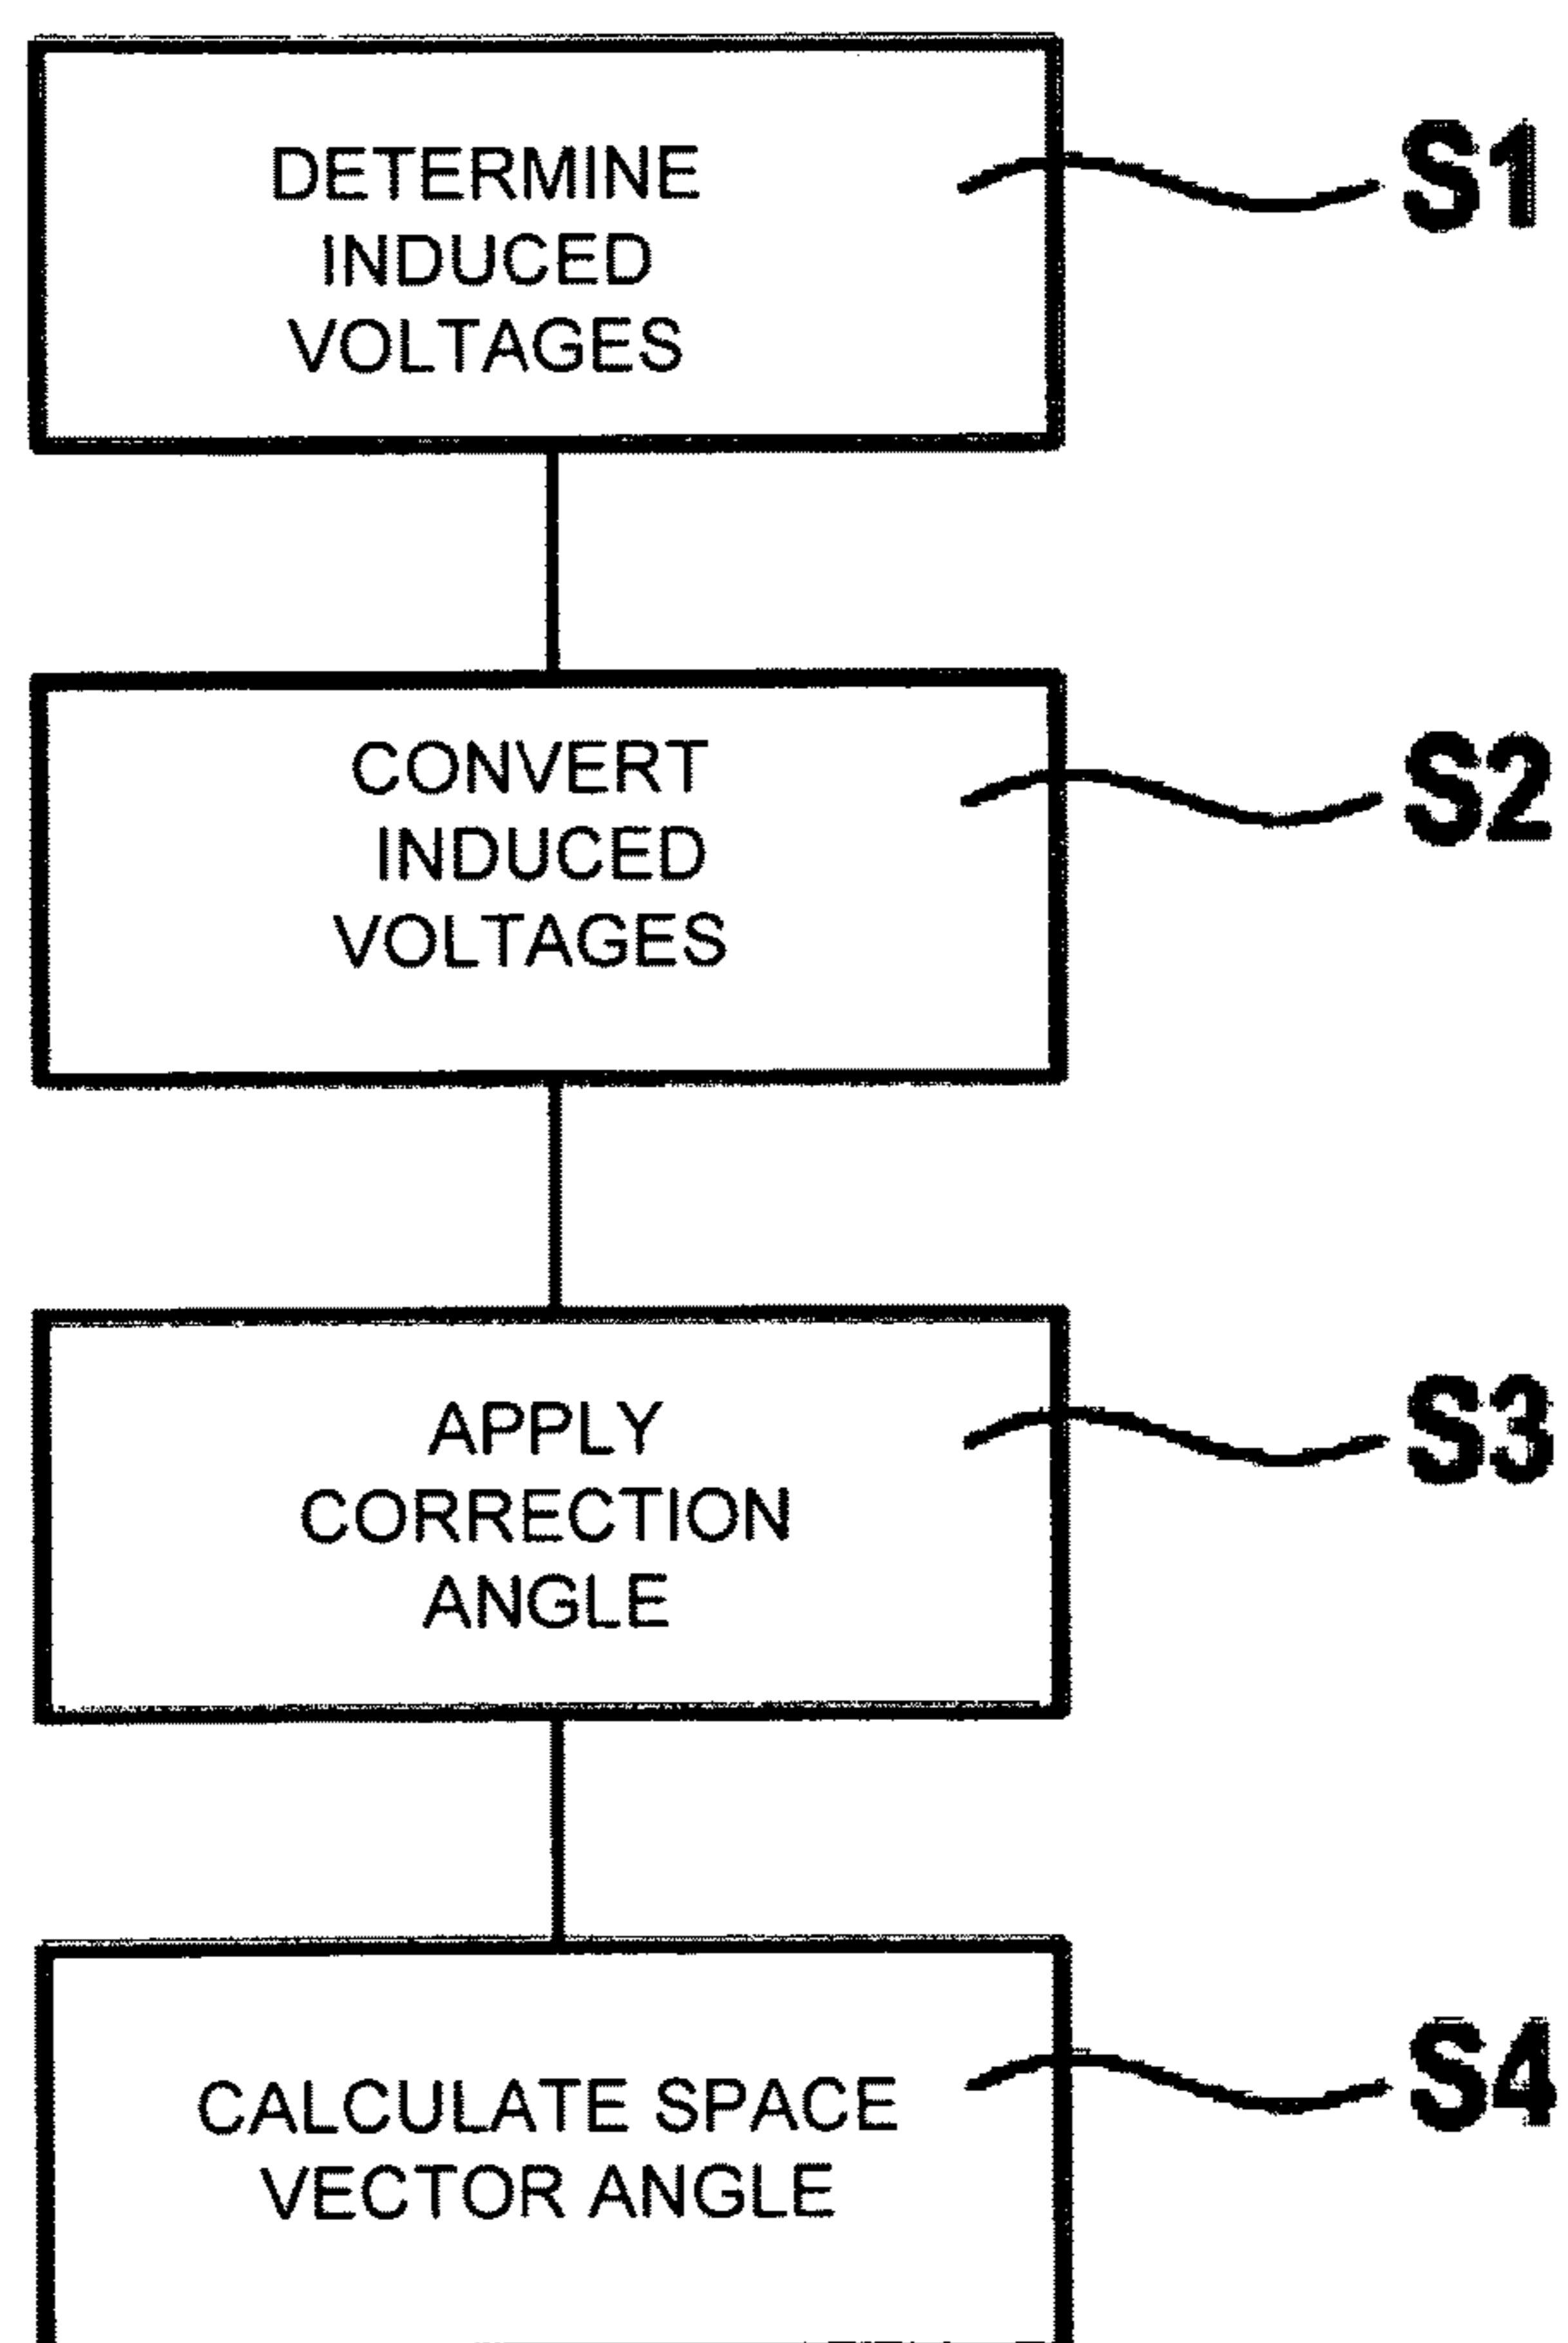 DETERMINE
INDUCED
VOLTAGES
S1
CONVERT
INDUCED
VOLTAGES
S2
APPLY
CORRECTION
ANGLE
S3
CALCULATE SPACE
VECTOR ANGLE
S4